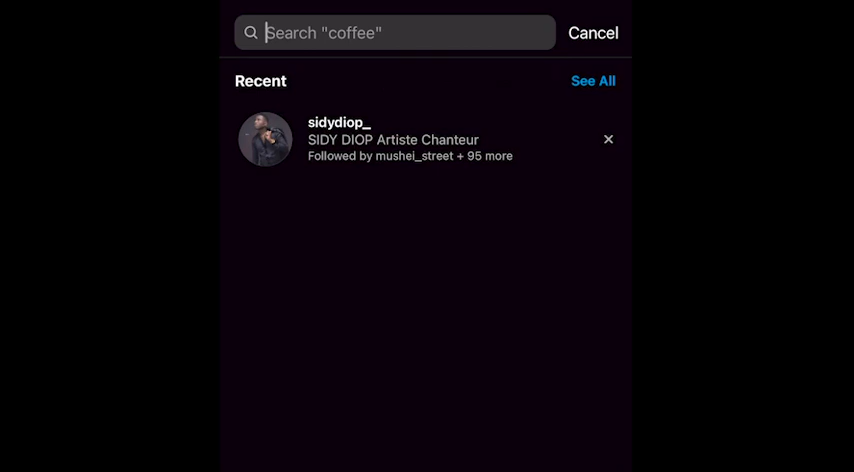 Search "coffee"
Cancel
Recent
See All
sidydiop_
SIDY DIOP Artiste Chanteur
Followed by mushei_street + 95 more